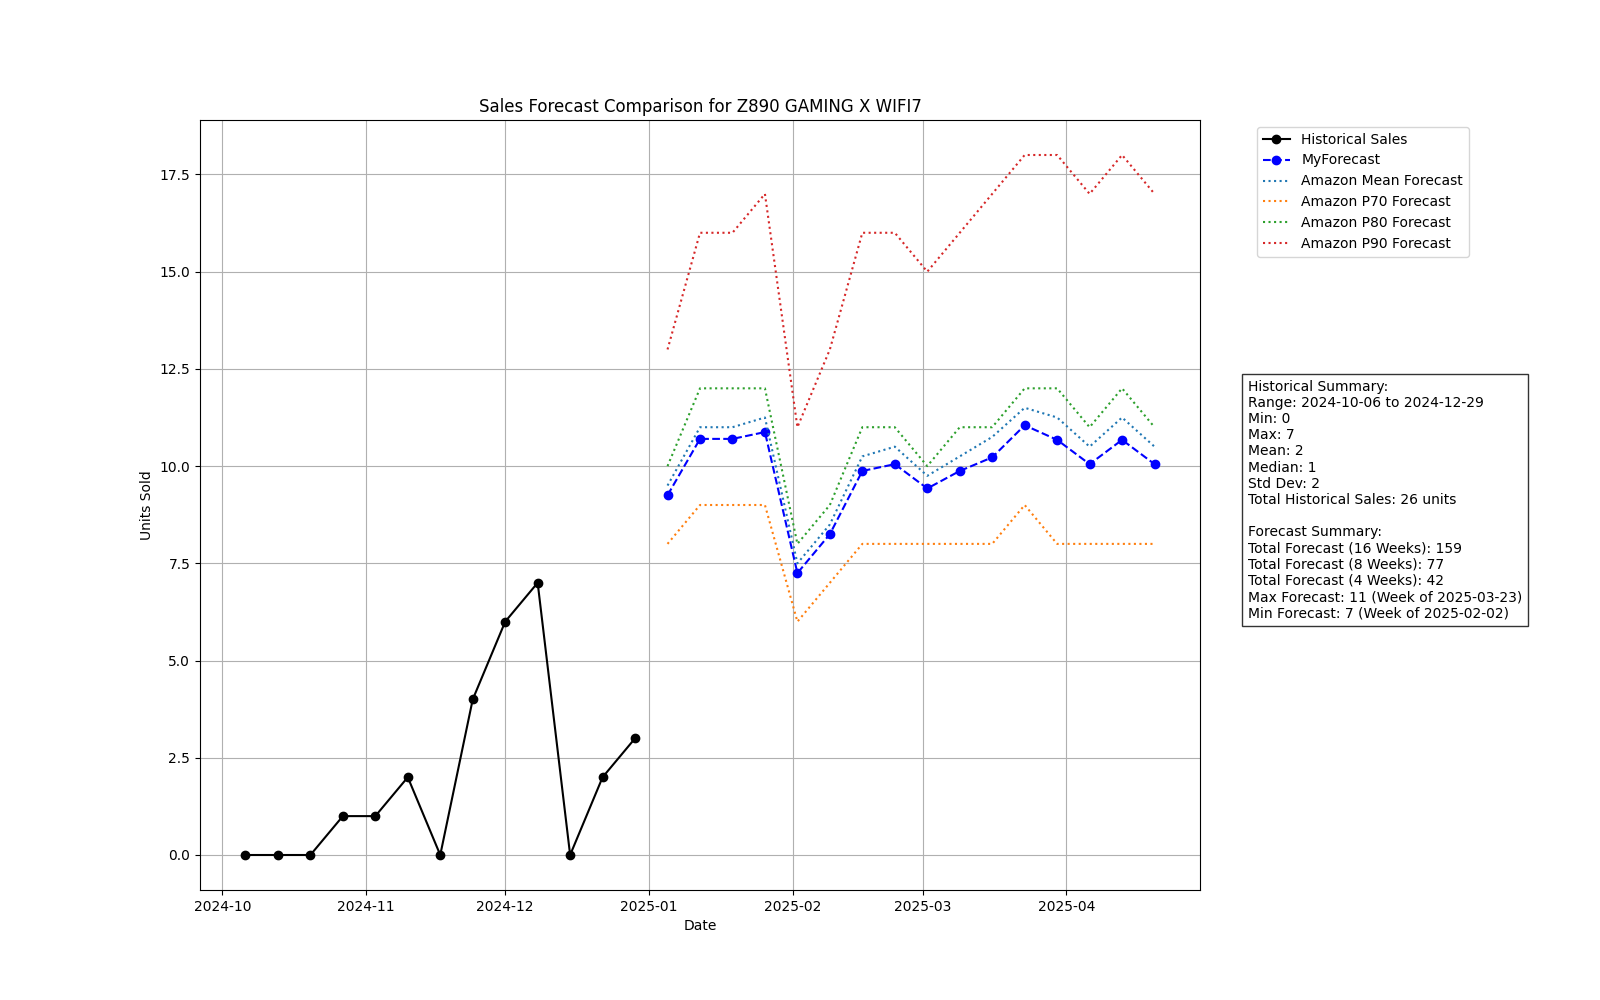 Sales Forecast Comparison for Z890 GAMING X WIFI7
Historical Sales
MyForecast
Amazon Mean Forecast
Amazon P70 Forecast
Amazon P80 Forecast
Amazon P90 Forecast
17.5
15.0
12.5
10.0
7.5
5.0
2.5
0.0
Units Sold
2024-10
2024-11
2024-12
2025-01
2025-02
2025-03
2025-04
Date
Historical Summary:
Range: 2024-10-06 to 2024-12-29
Min: 0
Max: 7
Mean: 2
Median: 1
Std Dev: 2
Total Historical Sales: 26 units
Forecast Summary:
Total Forecast (16 Weeks): 159
Total Forecast (8 Weeks): 77
Total Forecast (4 Weeks): 42
Max Forecast: 11 (Week of 2025-03-23)
Min Forecast: 7 (Week of 2025-02-02)